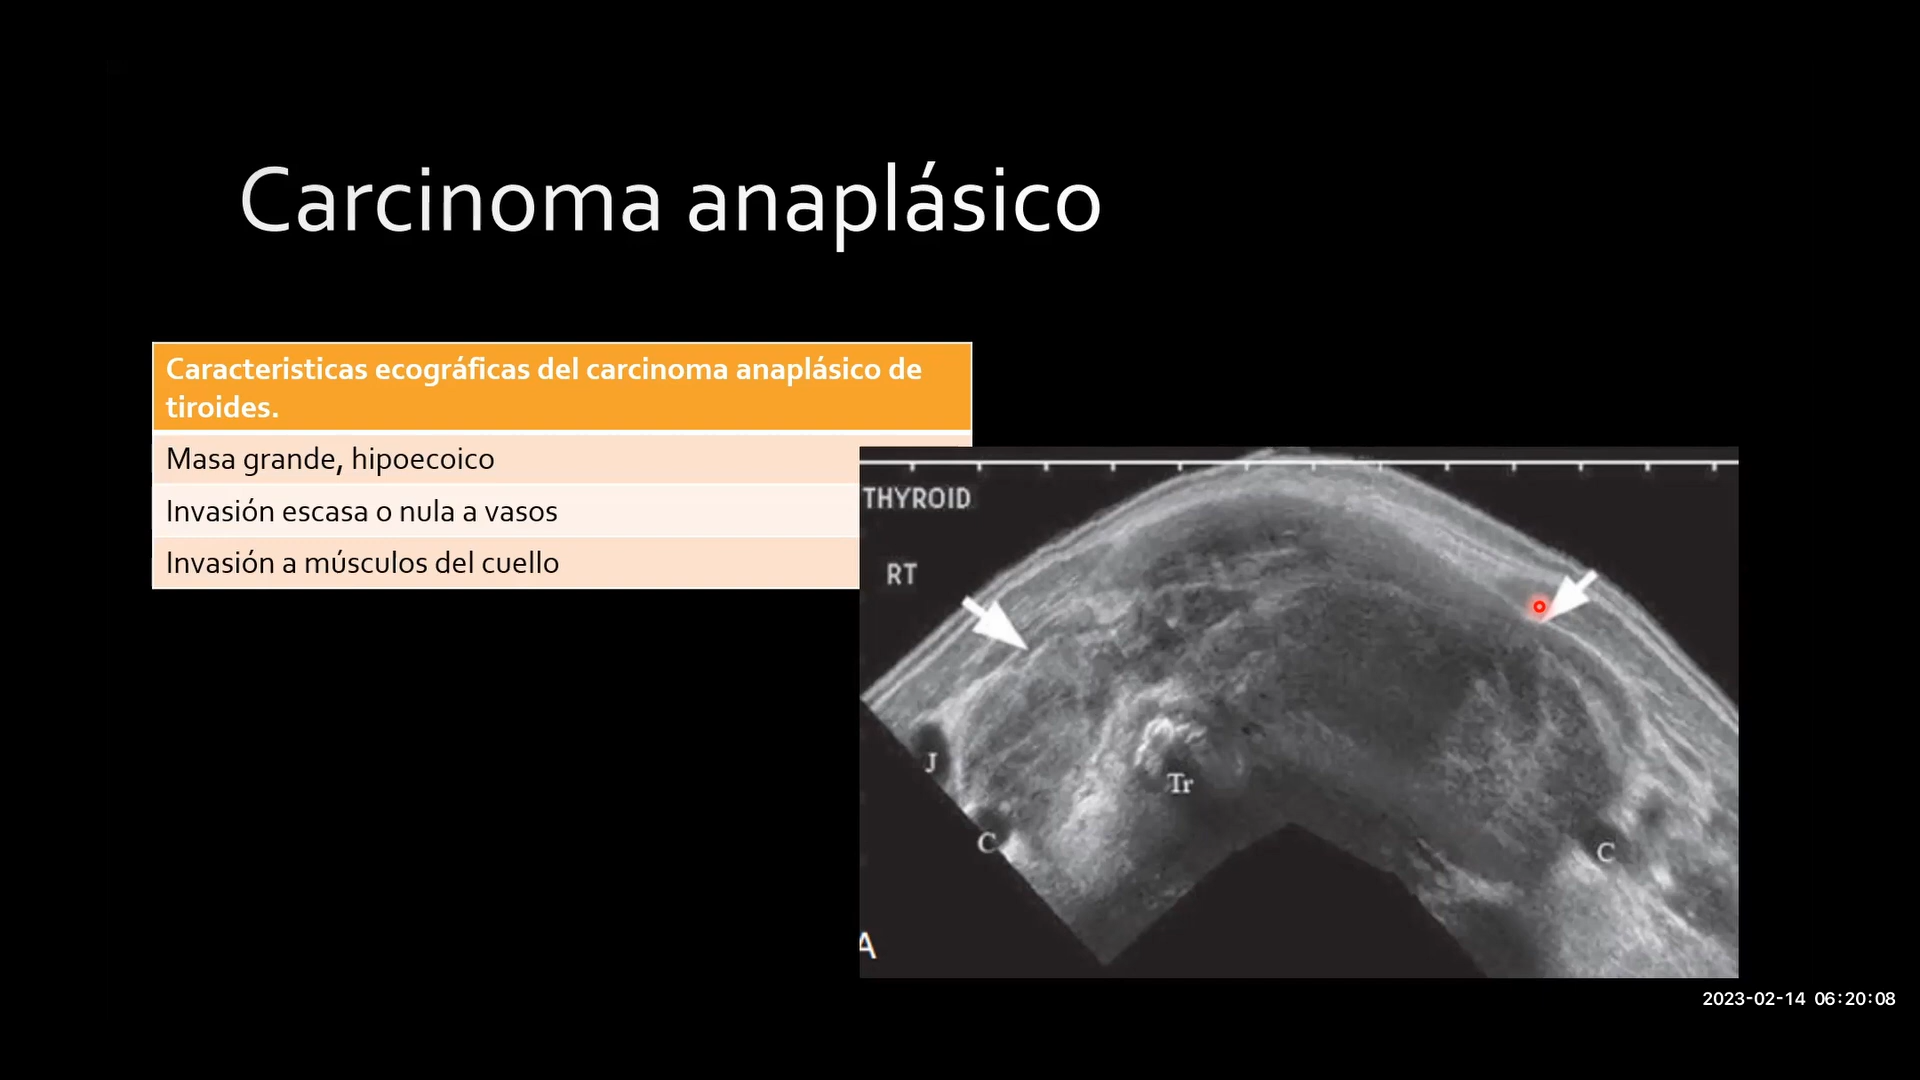 Carcinoma anaplásico
Caracteristicas ecográficas del carcinoma anaplásico de
tiroides.
Masa grande, hipoecoico
Invasión escasa o nula a vasos
Invasión a músculos del cuello
THYROID
RT
J
Tr
C
C
A
2023-02-14 06:20:08